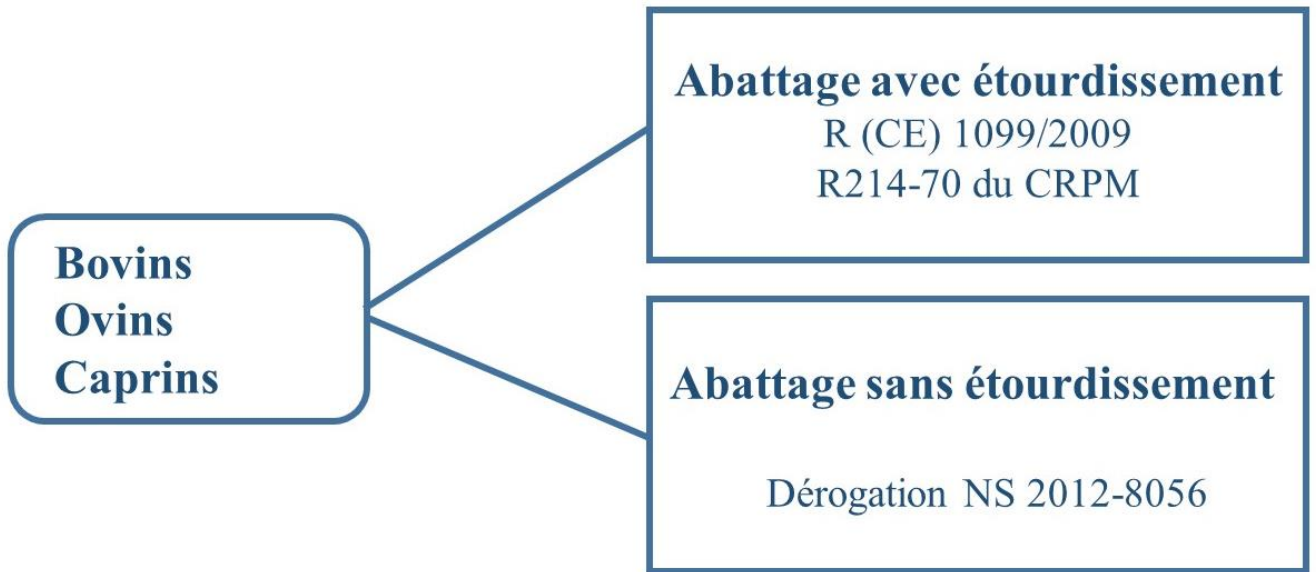 Bovins
Ovins
Caprins
Abattage avec étourdissement
R (CE) 1099/2009
R214-70 du CRPM
Abattage sans étourdissement
Dérogation NS 2012-8056